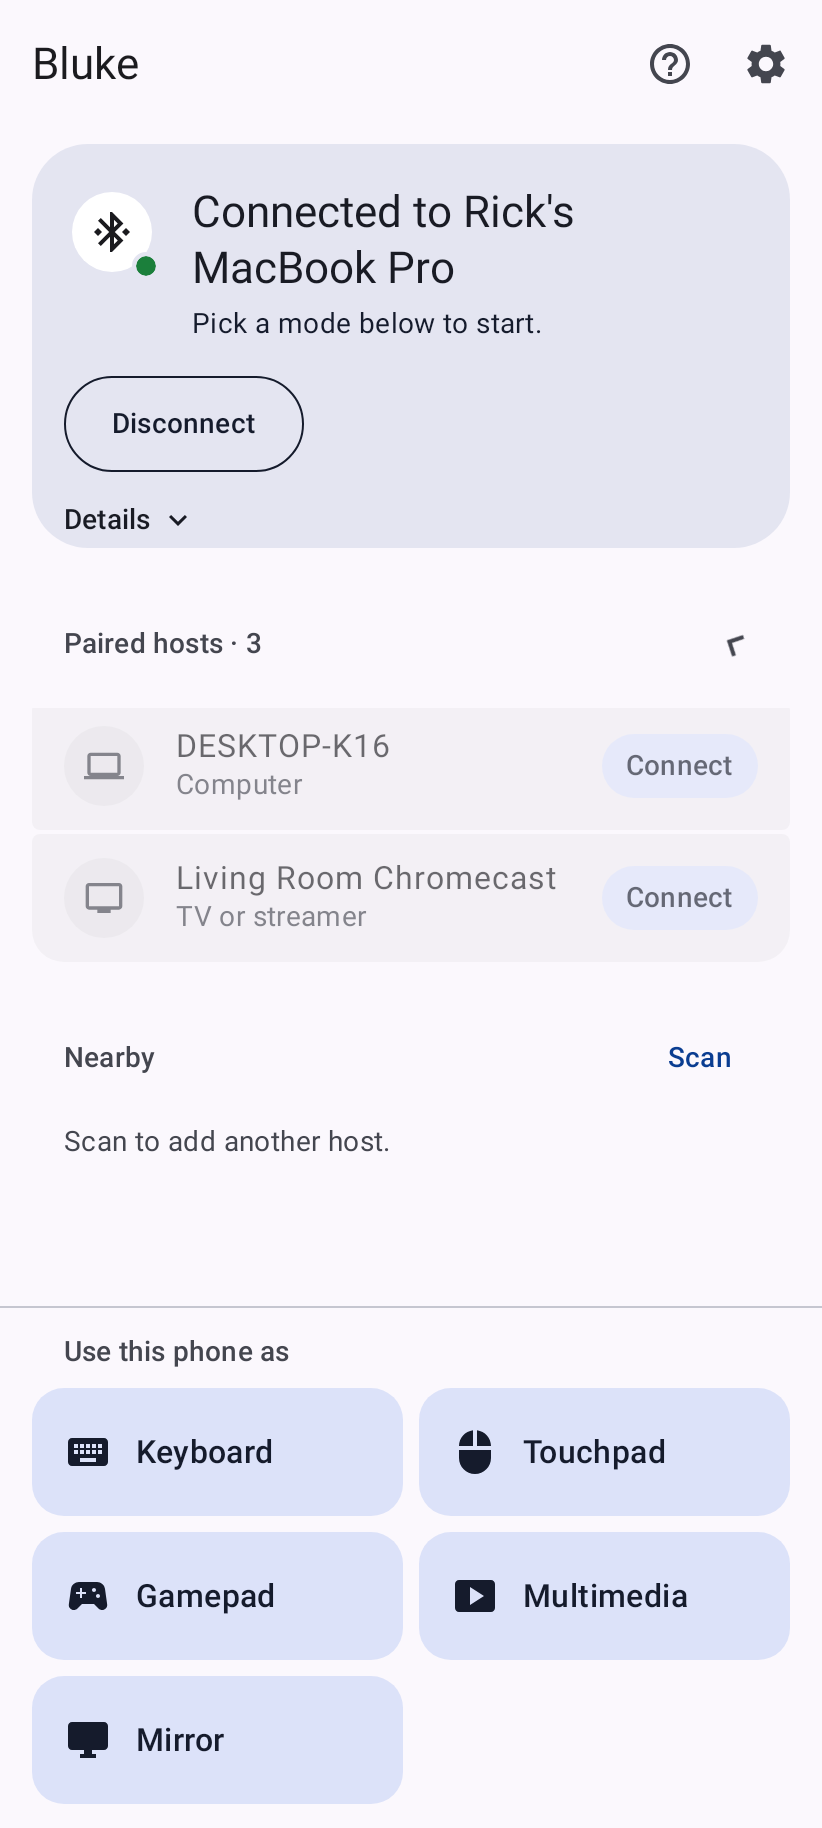 Bluke
Connected to Rick's
MacBook Pro
Pick a mode below to start.
Disconnect
Details
Paired hosts · 3
DESKTOP-K16
Computer
Connect
Living Room Chromecast
TV or streamer
Connect
Nearby
Scan
Scan to add another host.
Use this phone as
Keyboard
Touchpad
Gamepad
Multimedia
Mirror